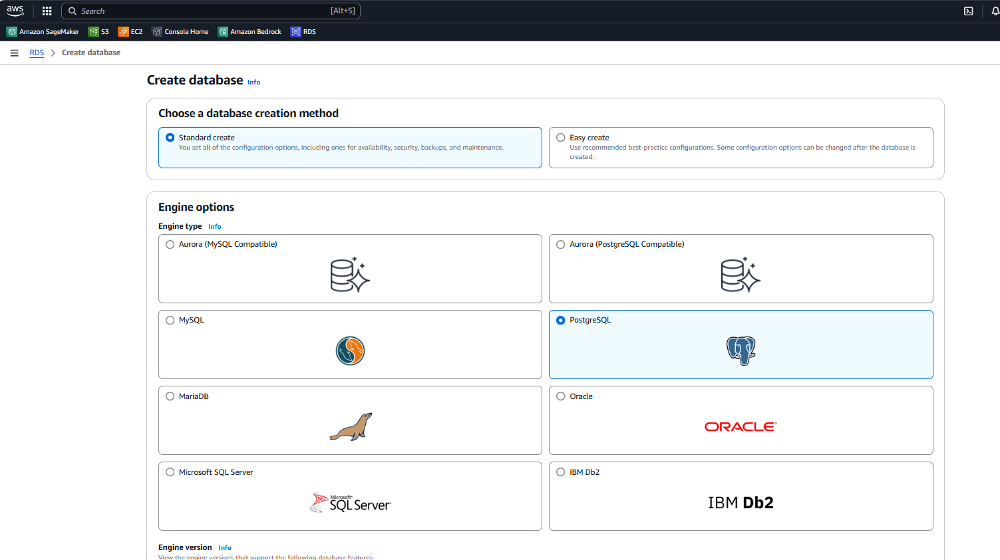 aws
Search
[Alt+S]
Amazon SageMaker
S3
EC2
Console Home
Amazon Bedrock
RDS
RDS
Create database
Create database Info
Choose a database creation method
Standard create
You set all of the configuration options, including ones for availability, security, backups, and maintenance.
Easy create
Use recommended best-practice configurations. Some configuration options can be changed after the database is
created.
Engine options
Engine type Info
Aurora (MySQL Compatible)
Aurora (PostgreSQL Compatible)
MySQL
PostgreSQL
MariaDB
Oracle
ORACLE
Microsoft SQL Server
Microsoft
SQL Server
IBM Db2
IBM Db2
Engine version Info
View the engine versions that support the following database features.